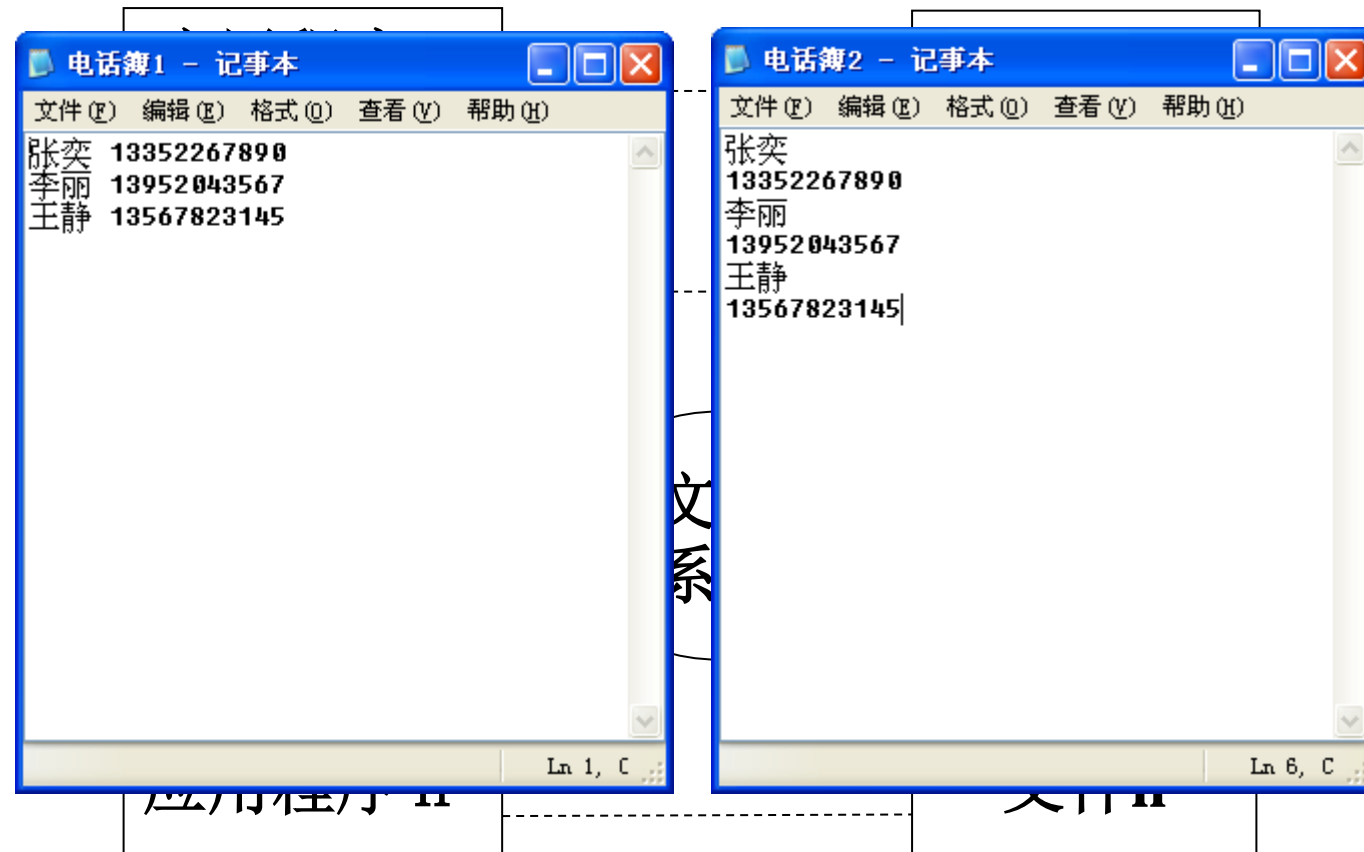 电话簿1 - 记事本
文件(F) 编辑(E) 格式(O) 查看(V) 帮助(H)
张奕 13352267890
李丽 13952043567
王静 13567823145
Ln 1, C
电话簿2 - 记事本
文件(F) 编辑(E) 格式(O) 查看(V) 帮助(H)
张奕
13352267890
李丽
13952043567
王静
13567823145
Ln 6, C
文
系
应用程序 n
文件n